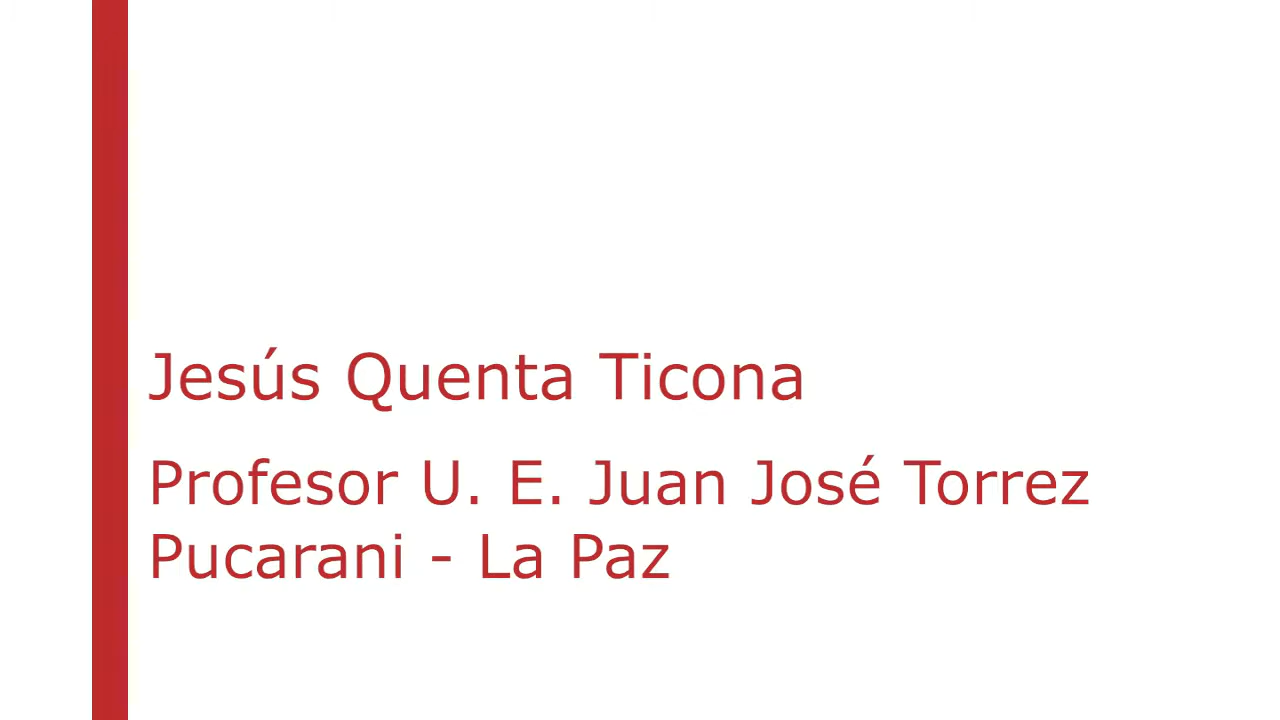 Jesús Quenta Ticona
Profesor U. E. Juan José Torrez
Pucarani - La Paz